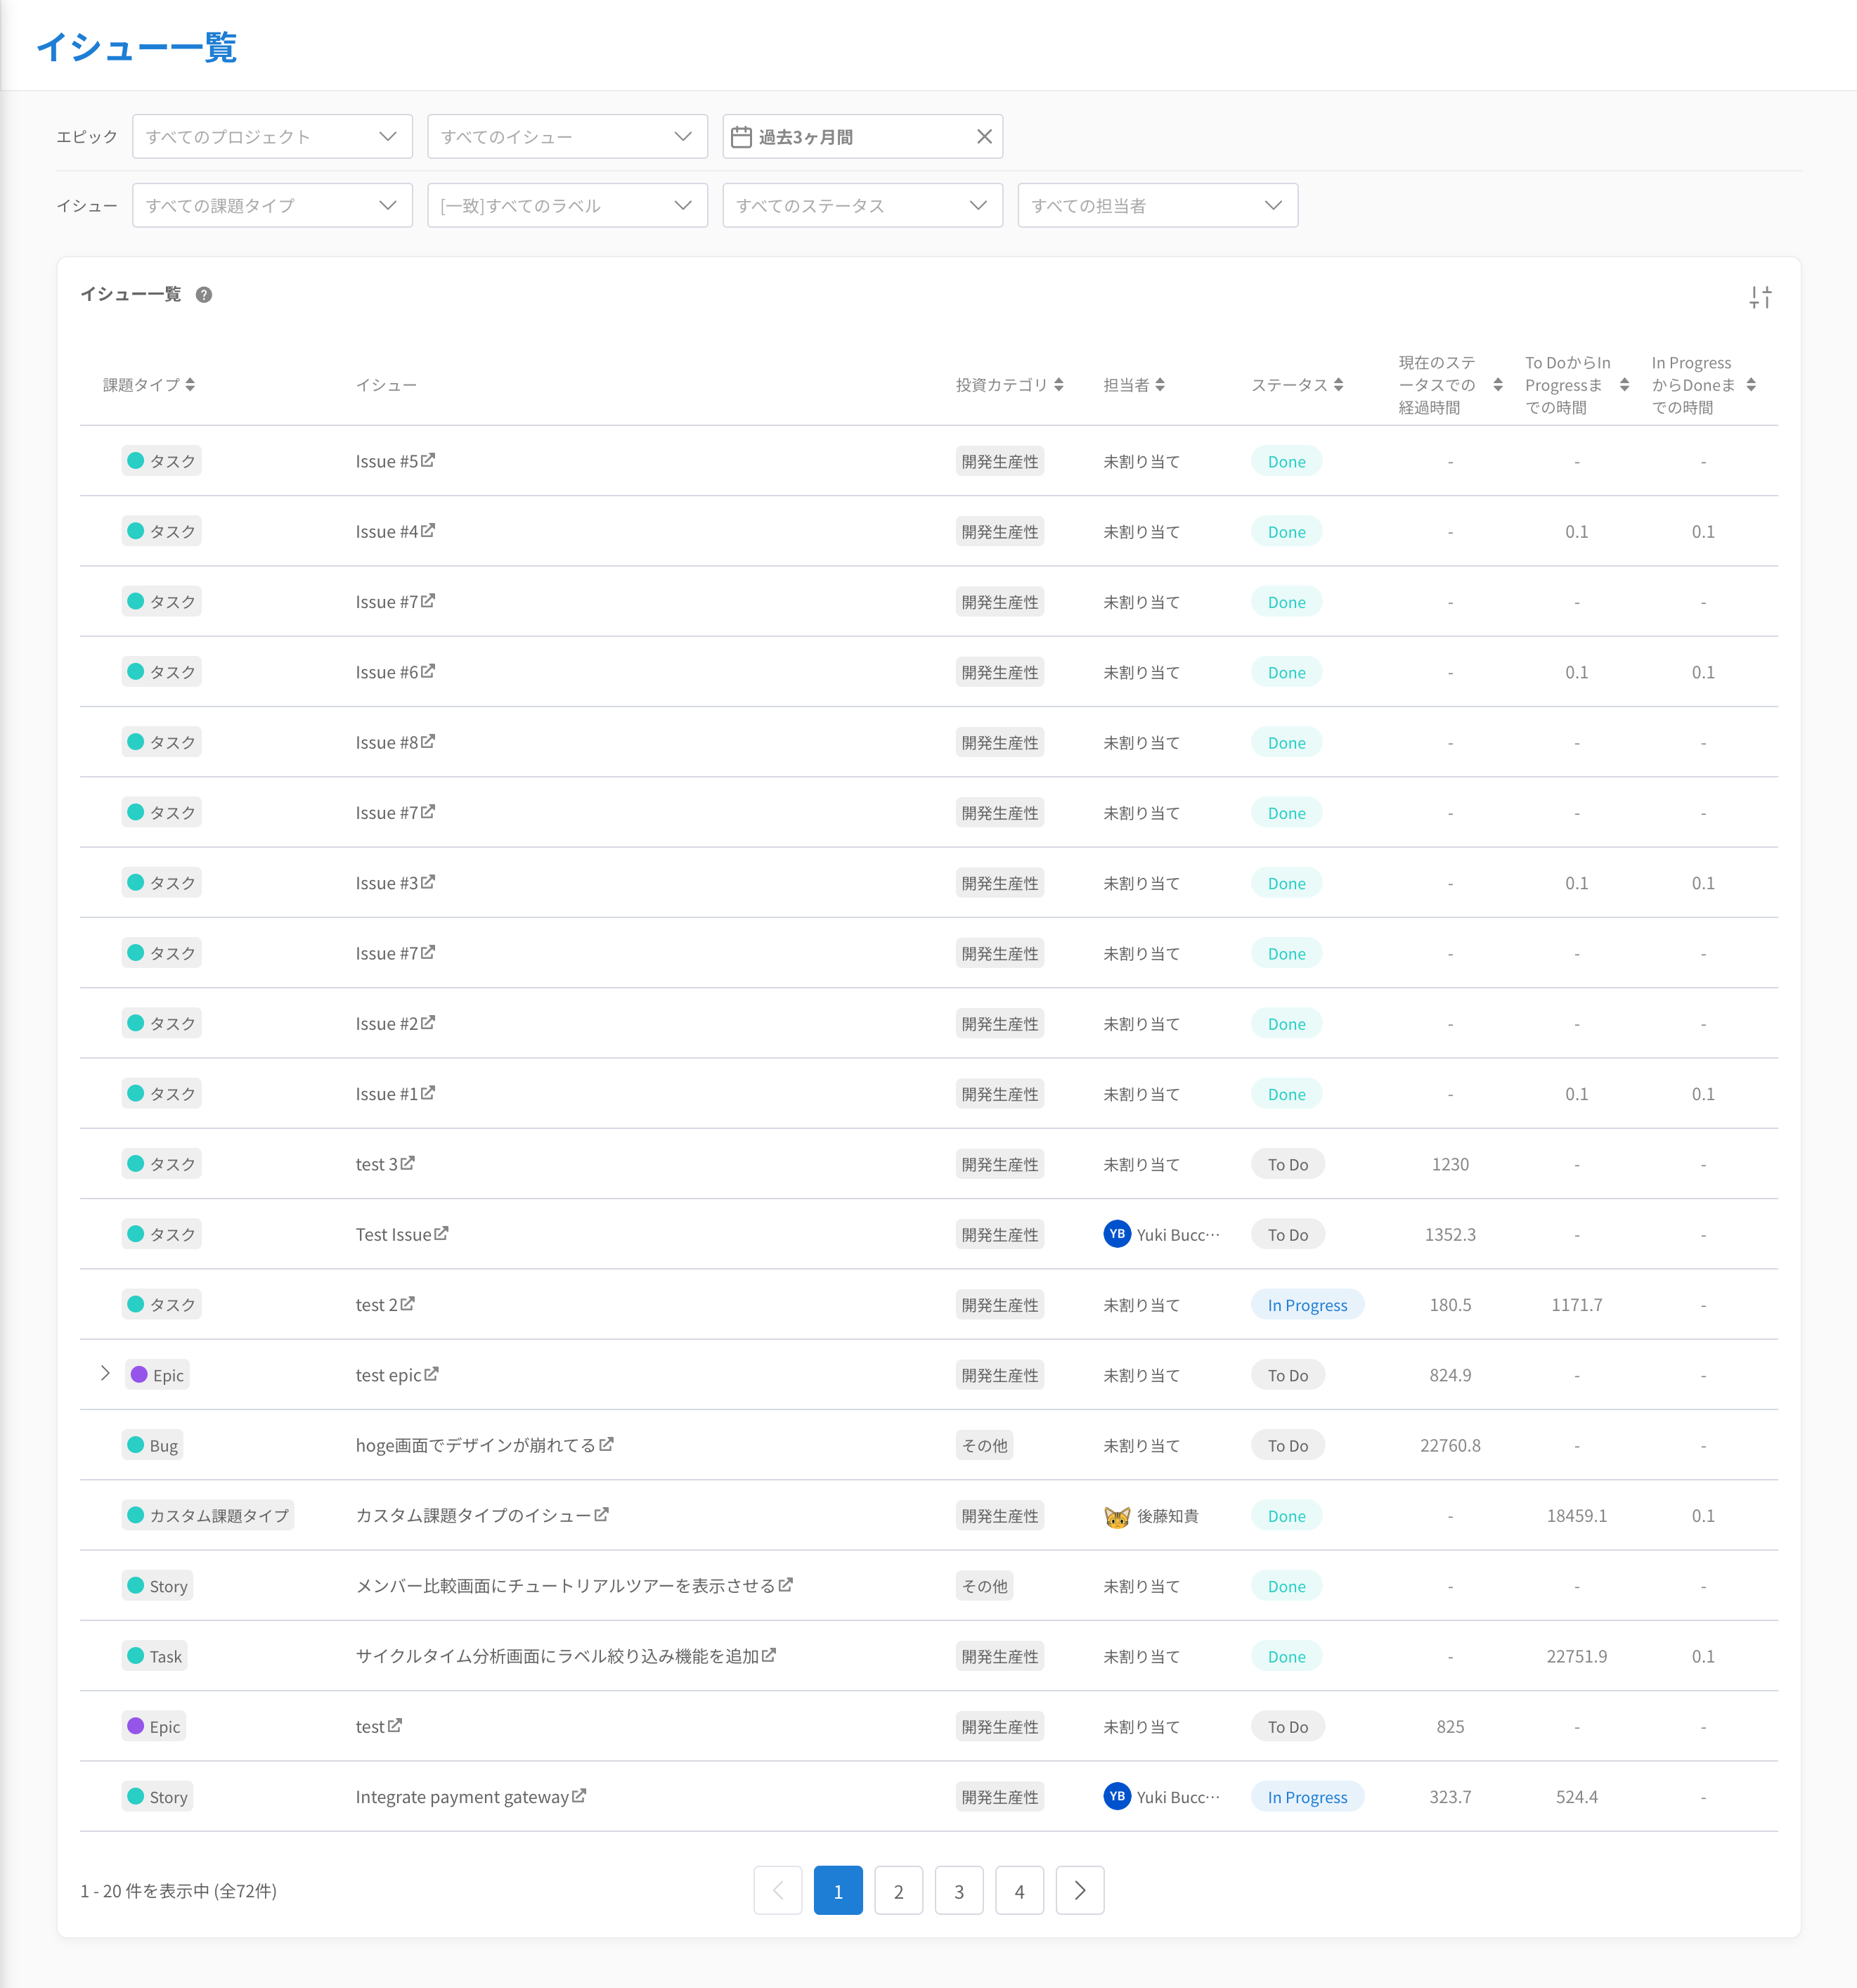 イシュー一覧
エピック すべてのプロジェクト すべてのイシュー 過去3ヶ月間
イシュー すべての課題タイプ [一致]すべてのラベル すべてのステータス すべての担当者
イシュー一覧 ?
課題タイプ イシュー 投資カテゴリ 担当者 ステータス 現在のステータスでの経過時間 To DoからIn Progressまでの時間 In ProgressからDoneまでの時間
タスク Issue #5 開発生産性 未割り当て Done - - -
タスク Issue #4 開発生産性 未割り当て Done - 0.1 0.1
タスク Issue #7 開発生産性 未割り当て Done - - -
タスク Issue #6 開発生産性 未割り当て Done - 0.1 0.1
タスク Issue #8 開発生産性 未割り当て Done - - -
タスク Issue #7 開発生産性 未割り当て Done - - -
タスク Issue #3 開発生産性 未割り当て Done - 0.1 0.1
タスク Issue #7 開発生産性 未割り当て Done - - -
タスク Issue #2 開発生産性 未割り当て Done - - -
タスク Issue #1 開発生産性 未割り当て Done - 0.1 0.1
タスク test 3 開発生産性 未割り当て To Do 1230 - -
タスク Test Issue 開発生産性 YB Yuki Bucc… To Do 1352.3 - -
タスク test 2 開発生産性 未割り当て In Progress 180.5 1171.7 -
Epic test epic 開発生産性 未割り当て To Do 824.9 - -
Bug hoge画面でデザインが崩れてる その他 未割り当て To Do 22760.8 - -
カスタム課題タイプ カスタム課題タイプのイシュー 開発生産性 後藤知貴 Done - 18459.1 0.1
Story メンバー比較画面にチュートリアルツアーを表示させる その他 未割り当て Done - - -
Task サイクルタイム分析画面にラベル絞り込み機能を追加 開発生産性 未割り当て Done - 22751.9 0.1
Epic test 開発生産性 未割り当て To Do 825 - -
Story Integrate payment gateway 開発生産性 YB Yuki Bucc… In Progress 323.7 524.4 -
1 - 20 件を表示中 (全72件) 1 2 3 4